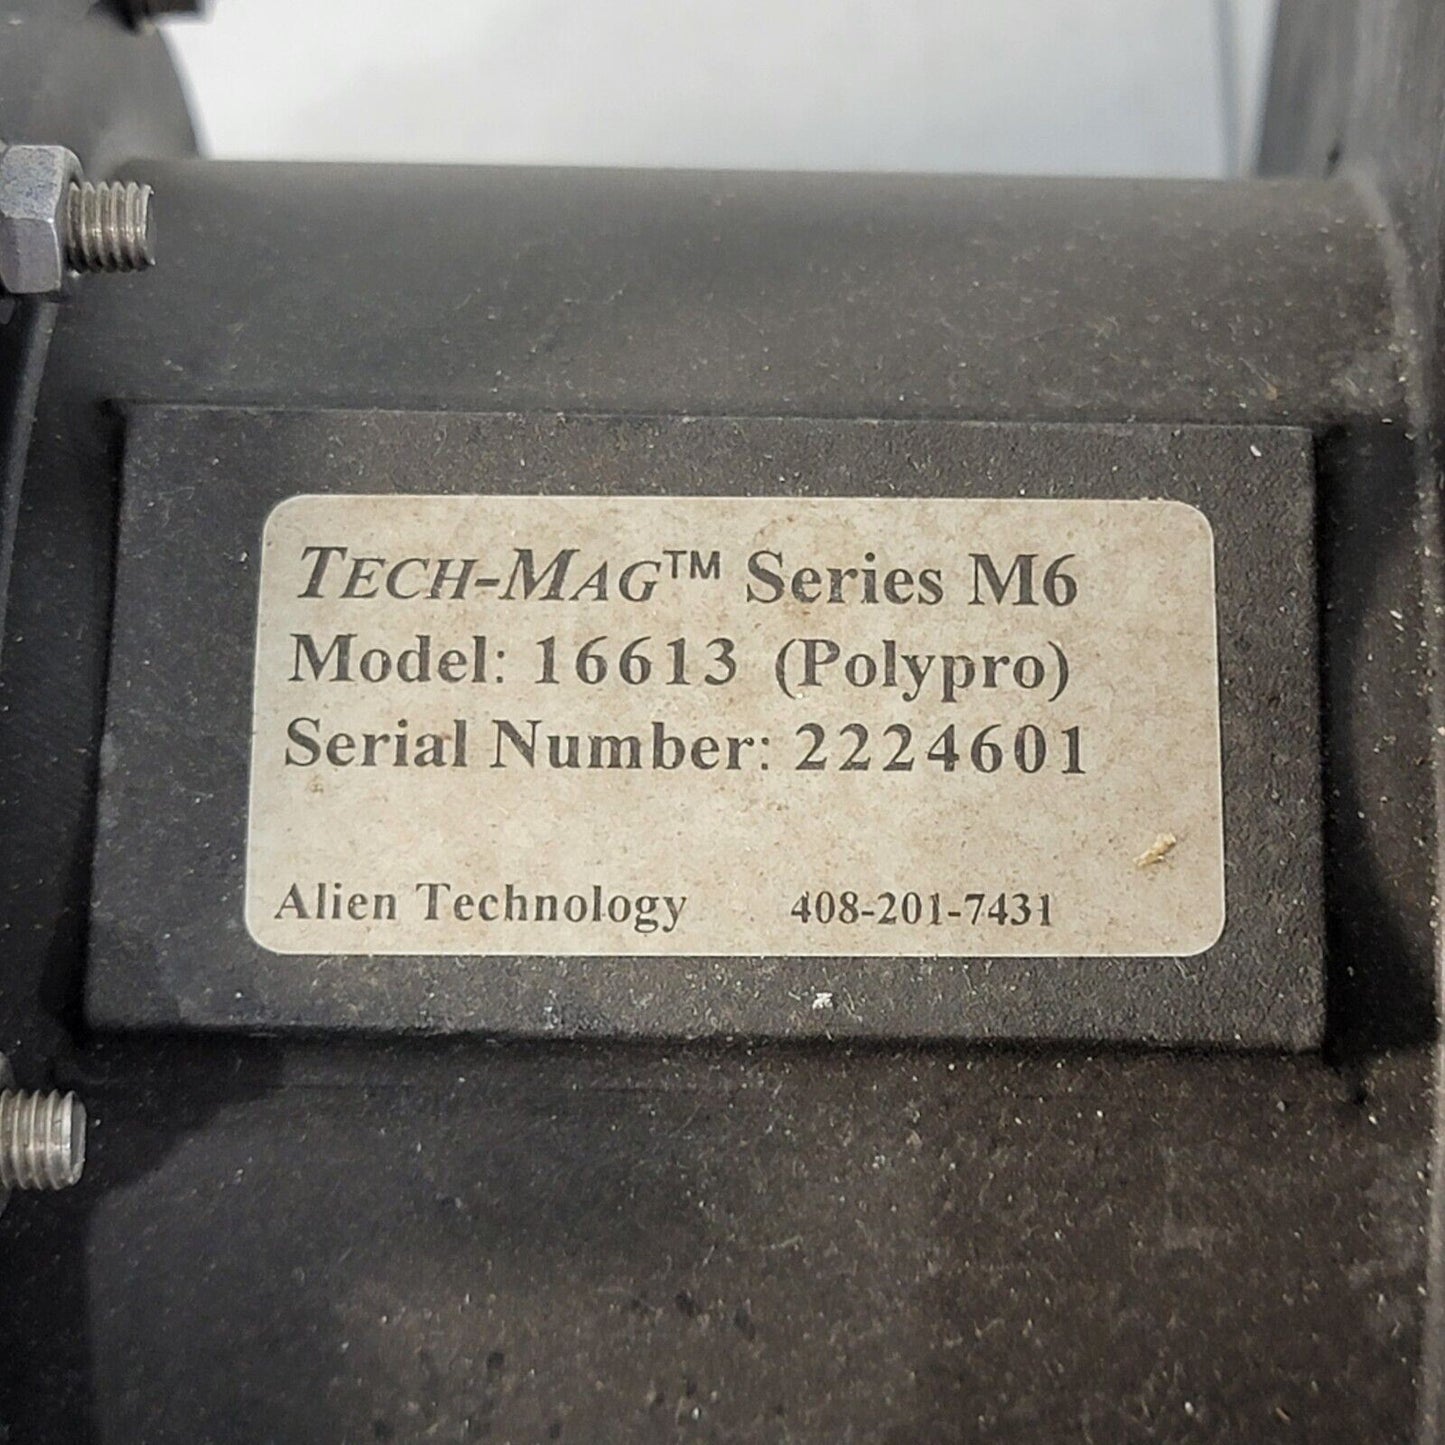 TECH-MAG™ Series M6
Model: 16613 (Polypro)
Serial Number: 2224601
Alien Technology 408-201-7431